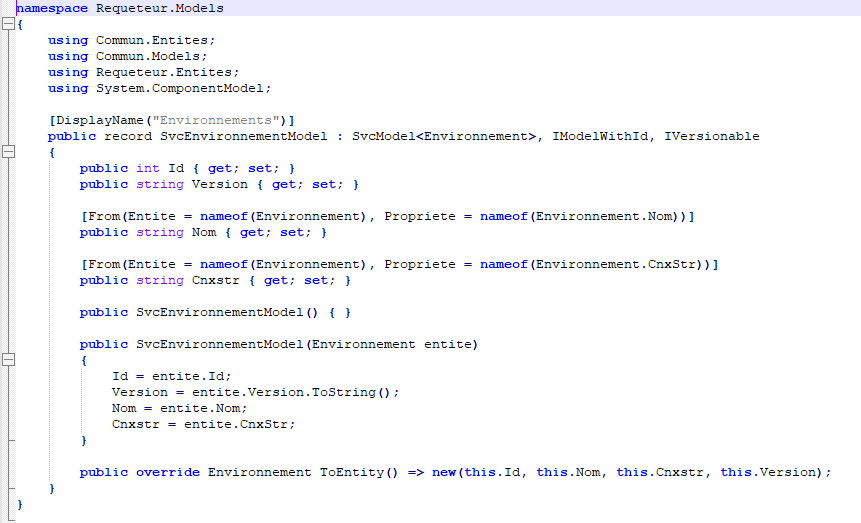 namespace Requeteur.Models
{
    using Commun.Entites;
    using Commun.Models;
    using Requeteur.Entites;
    using System.ComponentModel;

    [DisplayName("Environnements")]
    public record SvcEnvironnementModel : SvcModel<Environnement>, IModelWithId, IVersionable
    {
        public int Id { get; set; }
        public string Version { get; set; }

        [From(Entite = nameof(Environnement), Propriete = nameof(Environnement.Nom))]
        public string Nom { get; set; }

        [From(Entite = nameof(Environnement), Propriete = nameof(Environnement.CnxStr))]
        public string Cnxstr { get; set; }

        public SvcEnvironnementModel() { }

        public SvcEnvironnementModel(Environnement entite)
        {
            Id = entite.Id;
            Version = entite.Version.ToString();
            Nom = entite.Nom;
            Cnxstr = entite.CnxStr;
        }

        public override Environnement ToEntity() => new(this.Id, this.Nom, this.Cnxstr, this.Version);
    }
}